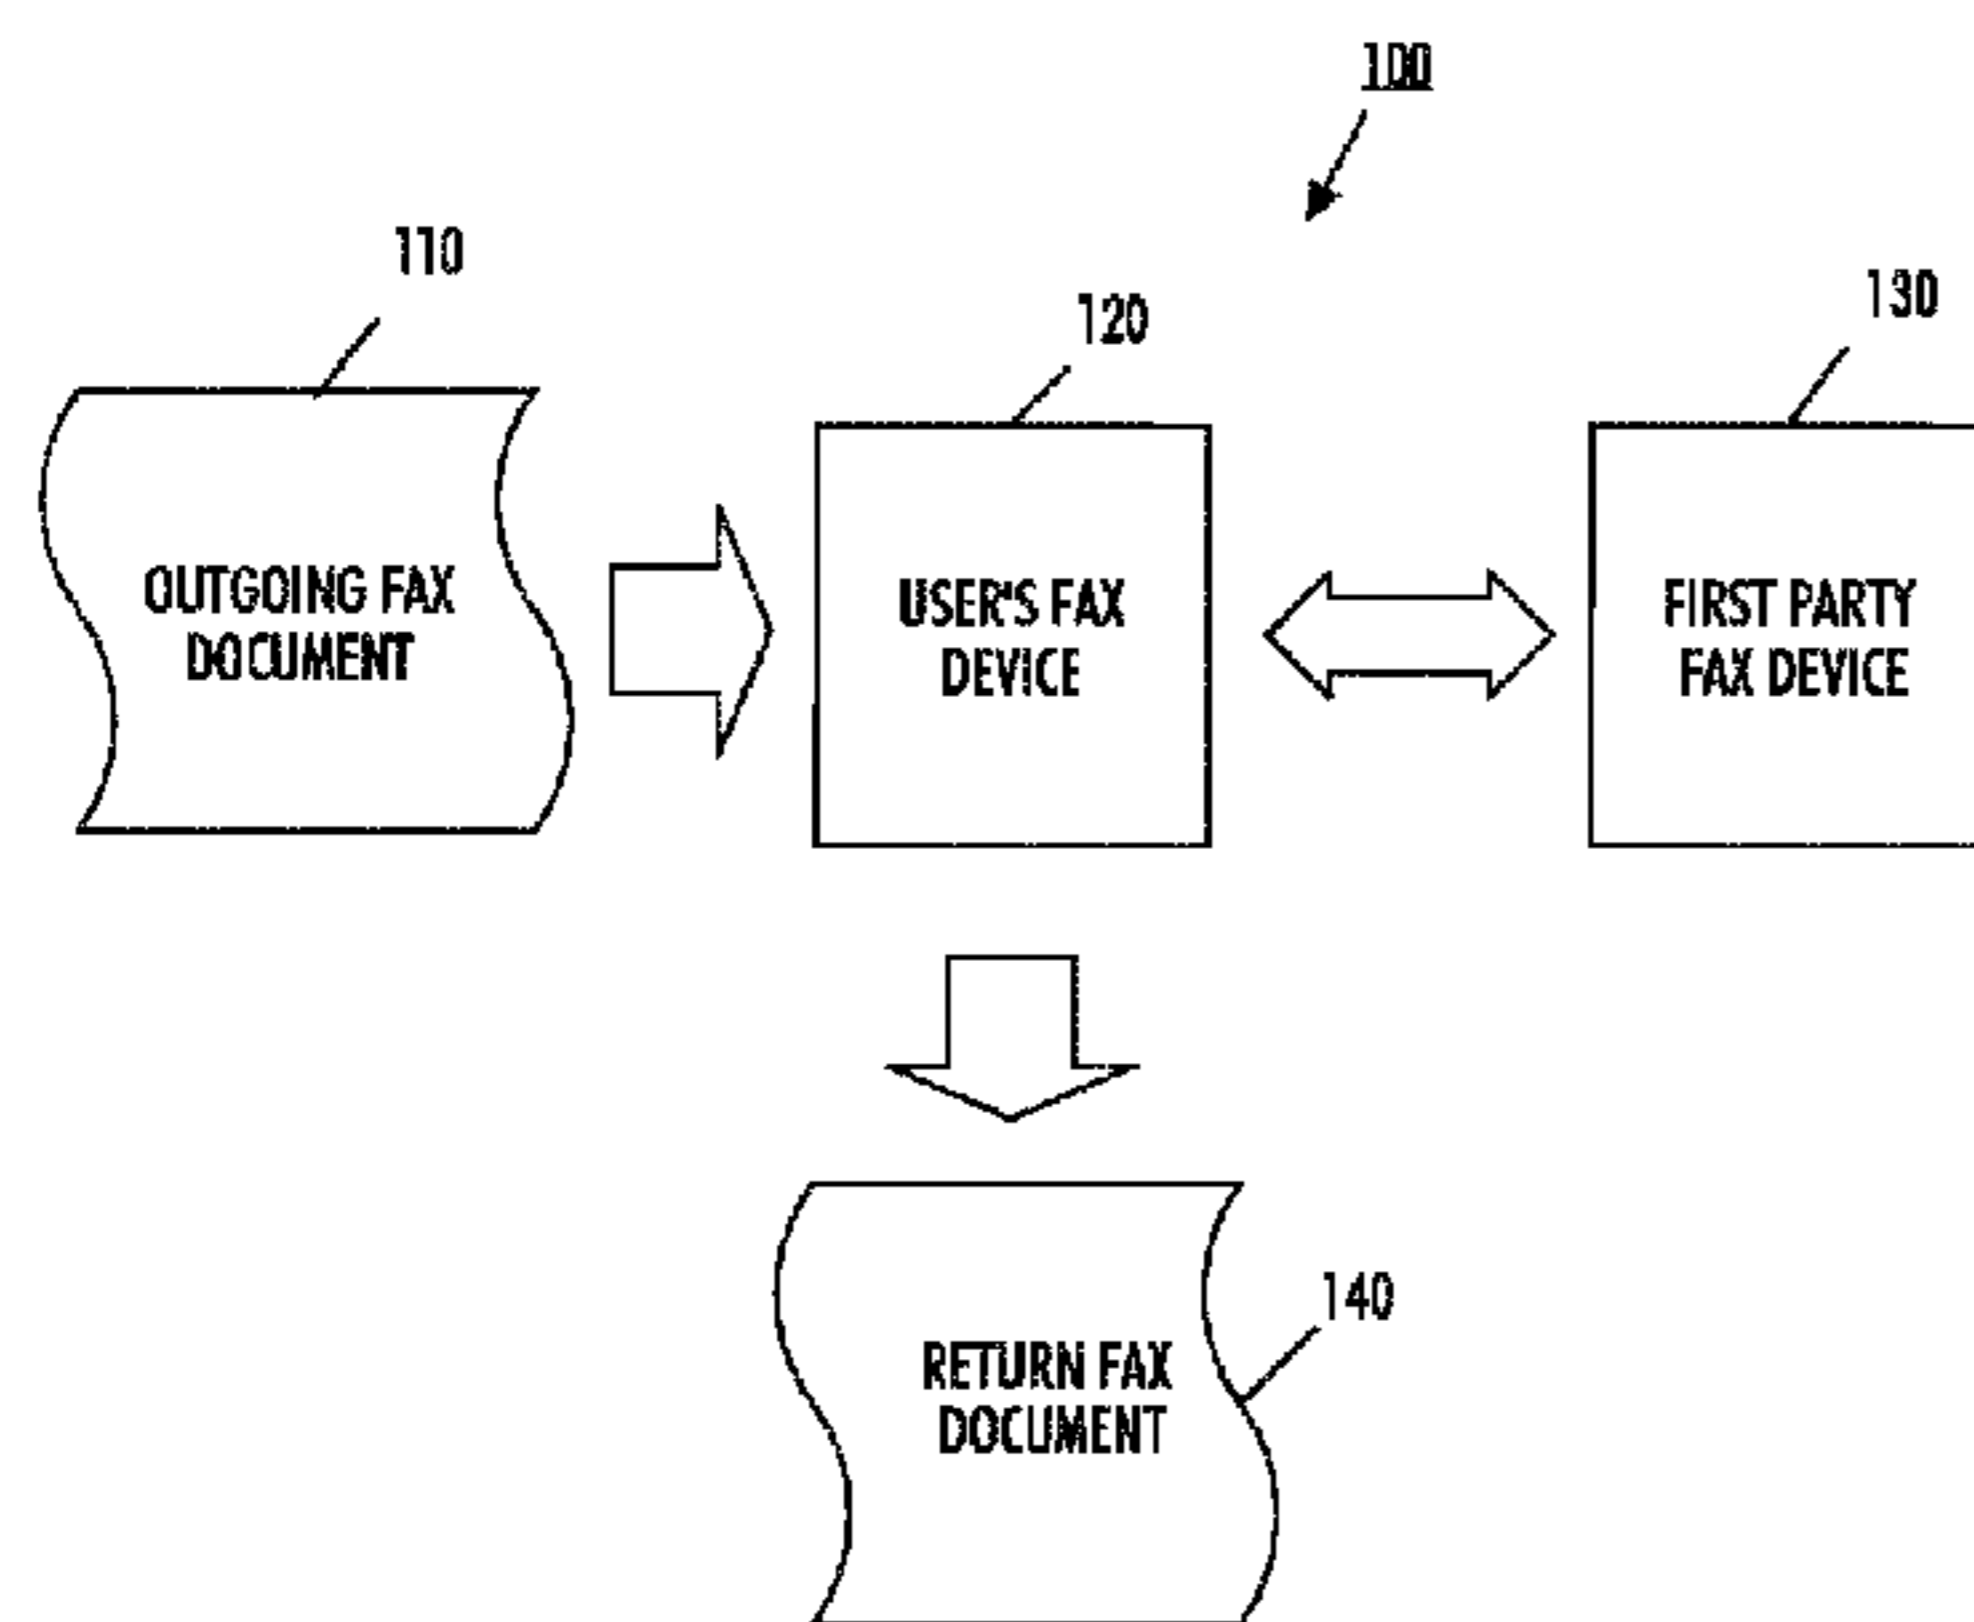 100
110
120
130
OUTGOING FAX
DOCUMENT
USER'S FAX
DEVICE
FIRST PARTY
FAX DEVICE
RETURN FAX
DOCUMENT
140